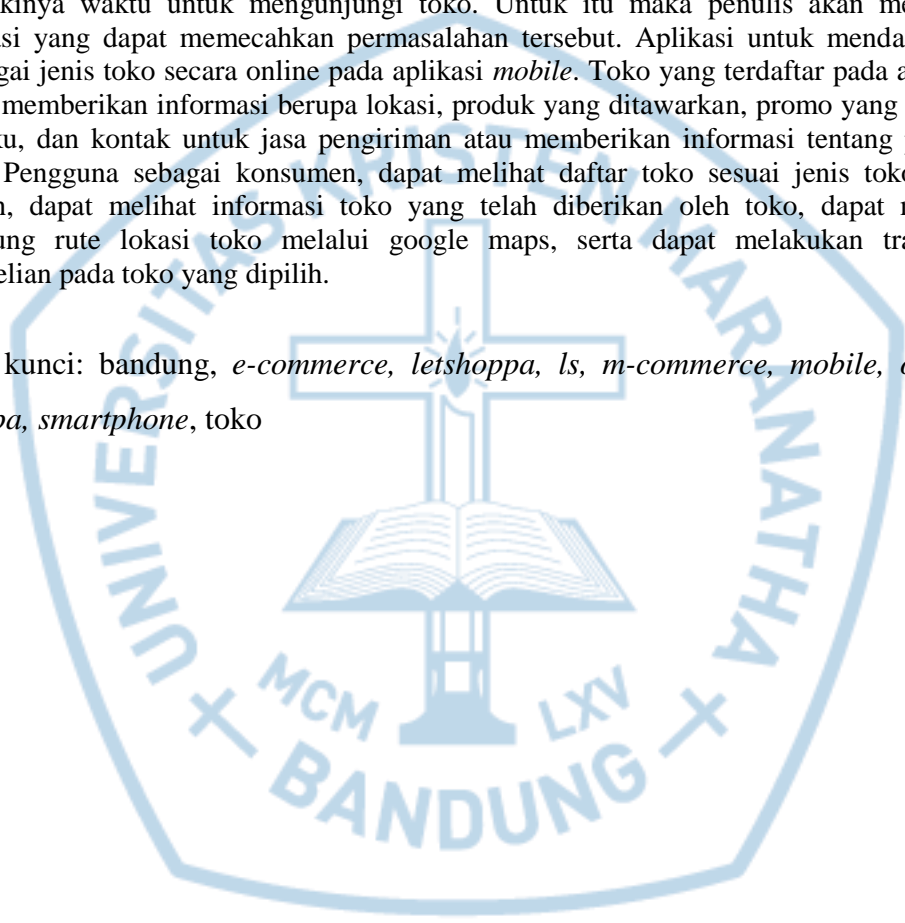 kinya waktu untuk mengunjungi toko. Untuk itu maka penulis akan me
asi yang dapat memecahkan permasalahan tersebut. Aplikasi untuk menda
gai jenis toko secara online pada aplikasi mobile. Toko yang terdaftar pada a
memberikan informasi berupa lokasi, produk yang ditawarkan, promo yang
ku, dan kontak untuk jasa pengiriman atau memberikan informasi tentang p
Pengguna sebagai konsumen, dapat melihat daftar toko sesuai jenis toko
n, dapat melihat informasi toko yang telah diberikan oleh toko, dapat m
ung rute lokasi toko melalui google maps, serta dapat melakukan tra
elian pada toko yang dipilih.
kunci: bandung, e-commerce, letshoppa, ls, m-commerce, mobile, o
pa, smartphone, toko
UNIVERSITAS KRISTEN MARANATHA
MCM LXV
BANDUNG